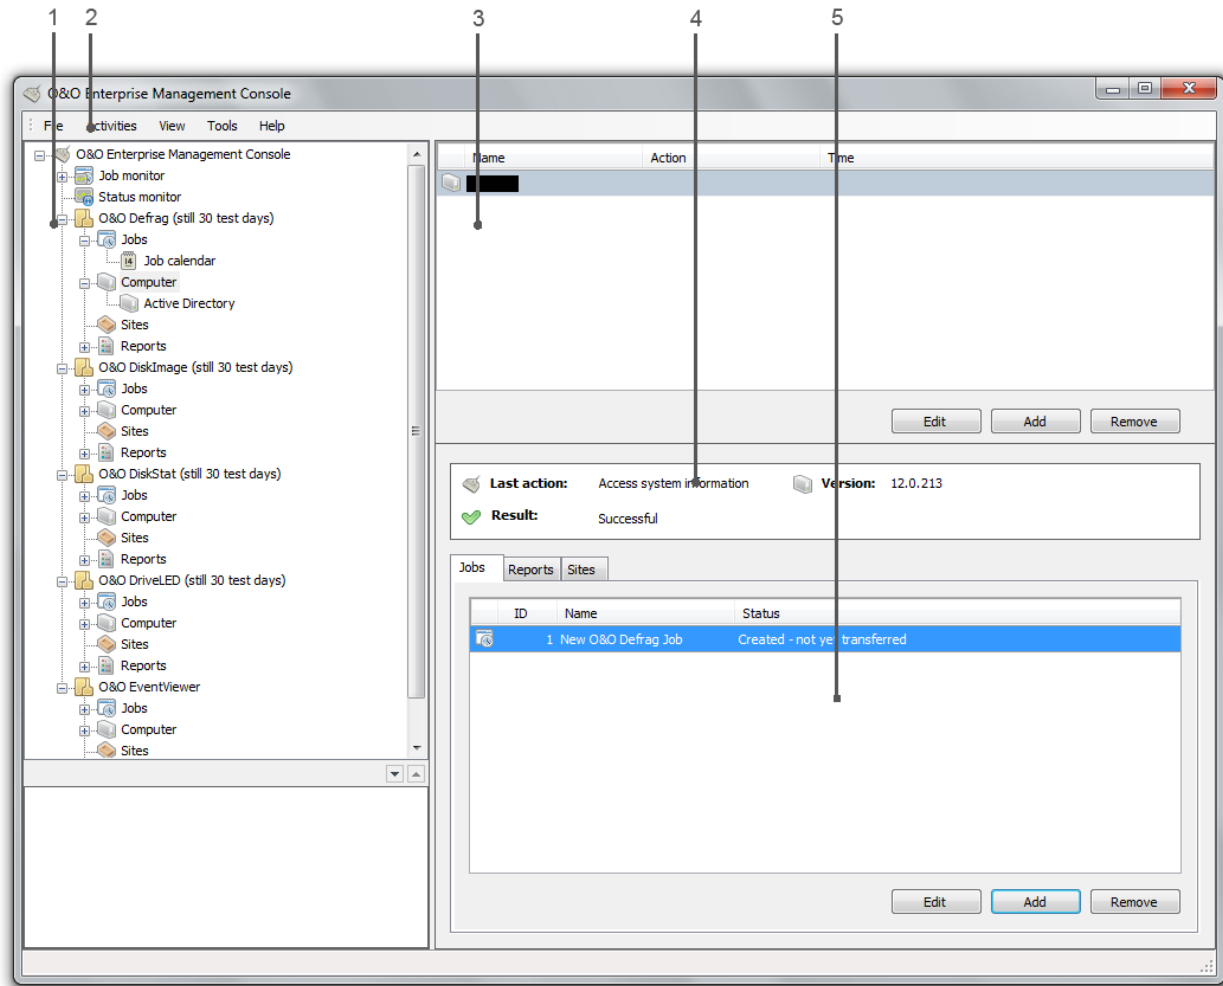 1 2 3 4 5
O&O Enterprise Management Console
File Activities View Tools Help
O&O Enterprise Management Console
Job monitor
Status monitor
O&O Defrag (still 30 test days)
Jobs
14 Job calendar
Computer
Active Directory
Sites
Reports
O&O DiskImage (still 30 test days)
Jobs
Computer
Sites
Reports
O&O DiskStat (still 30 test days)
Jobs
Computer
Sites
Reports
O&O DriveLED (still 30 test days)
Jobs
Computer
Sites
Reports
O&O EventViewer
Jobs
Computer
Sites
Name Action Time
Edit Add Remove
Last action: Access system information Version: 12.0.213
Result: Successful
Jobs Reports Sites
ID Name Status
1 New O&O Defrag Job Created - not yet transferred
Edit Add Remove